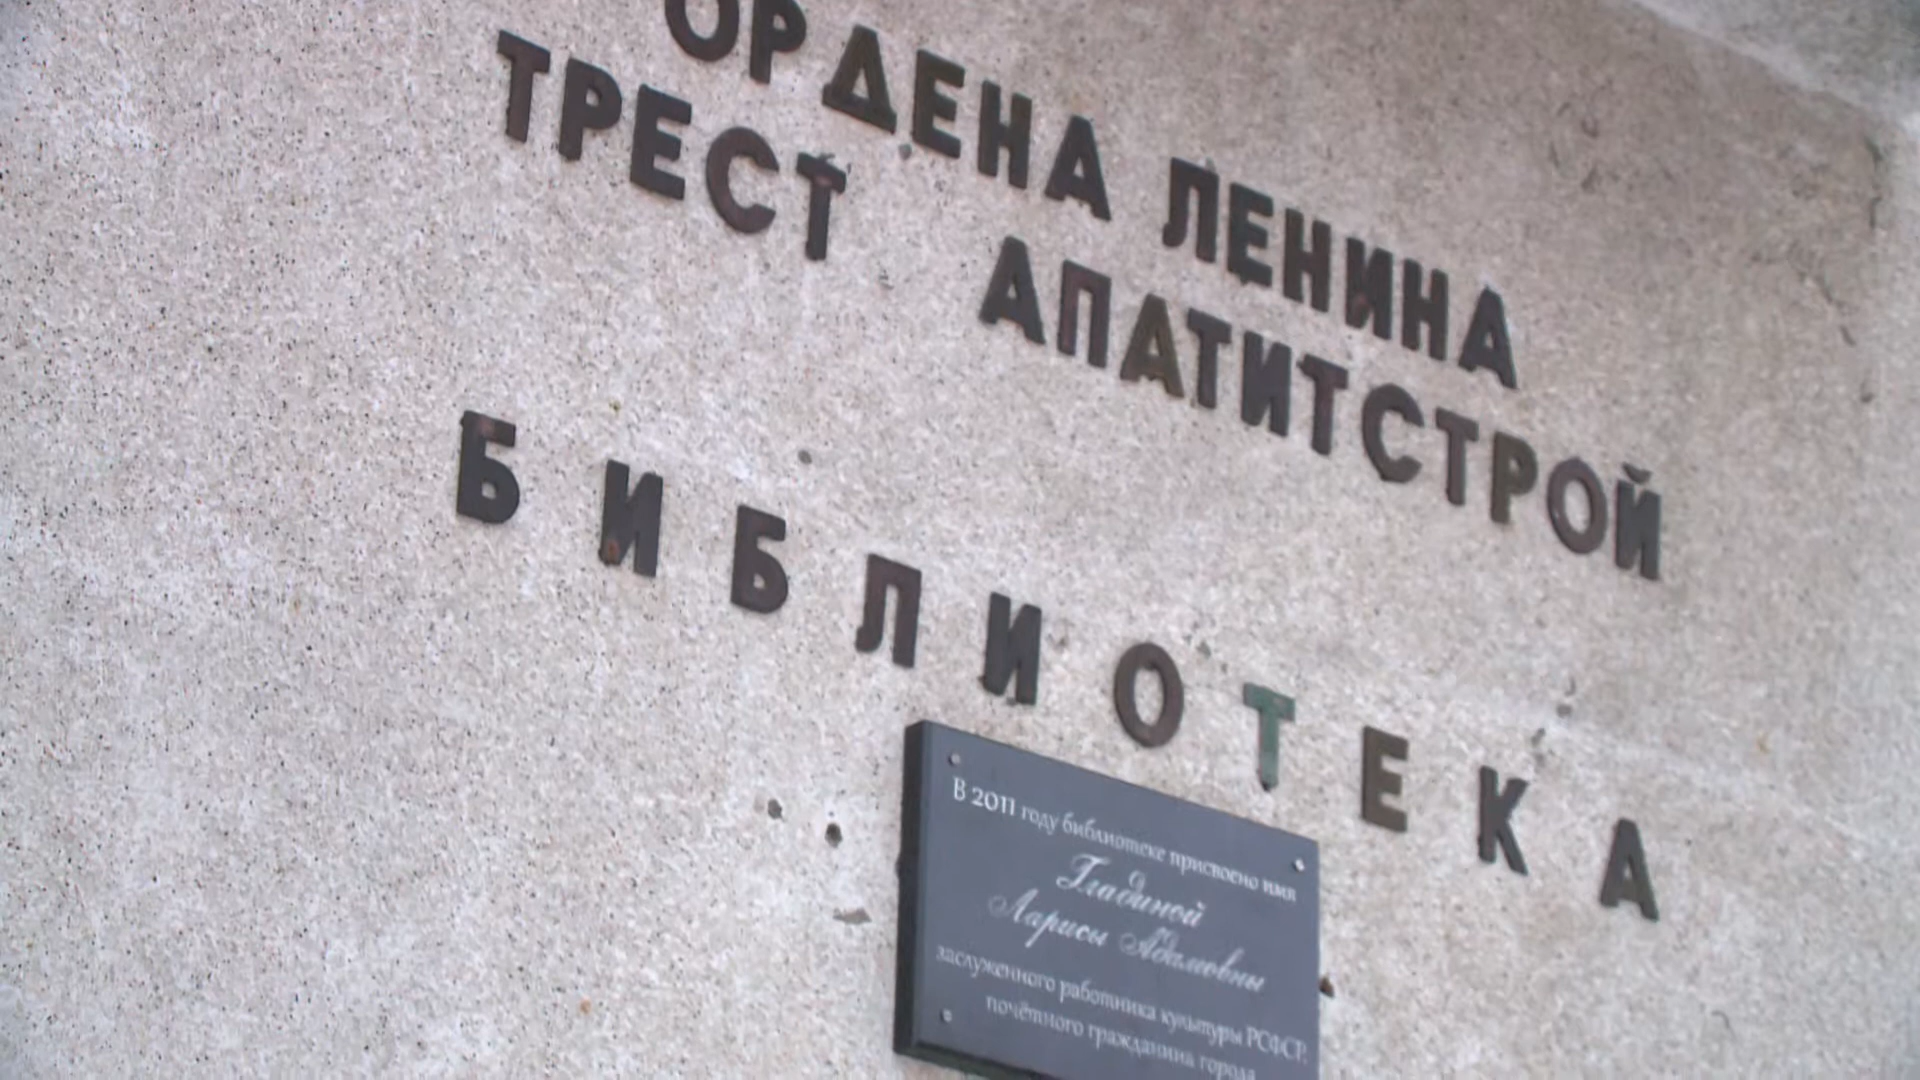 ОРДЕНА ЛЕНИНА
ТРЕСТ АПАТИТСТРОЙ
БИБЛИОТЕКА
В 2011 году библиотеке присвоено имя
Гладиной
Ларисы Адамовны
заслуженного работника культуры РСФСР,
почётного гражданина города